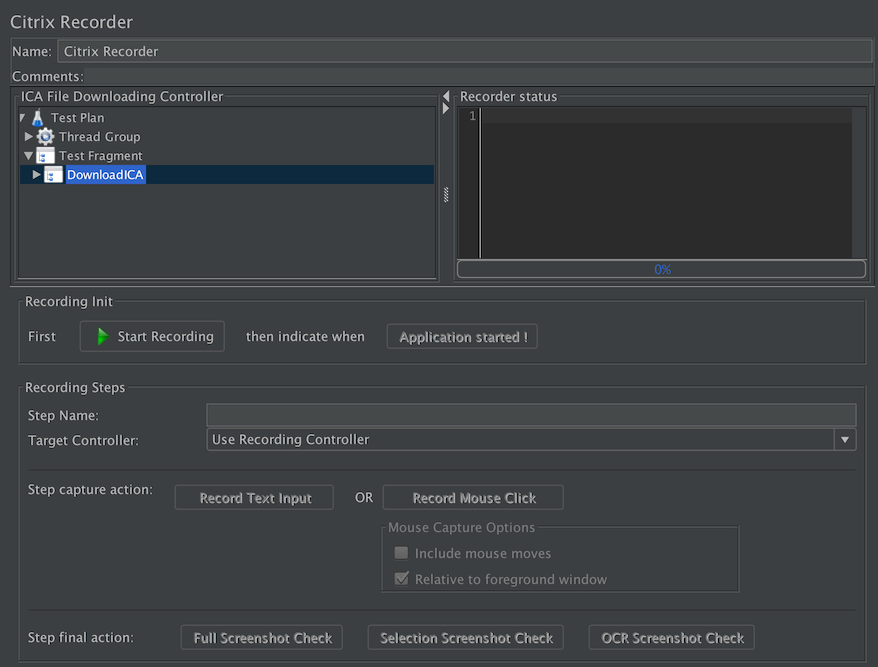 Citrix Recorder
Name: Citrix Recorder
Comments:
ICA File Downloading Controller
Test Plan
Thread Group
Test Fragment
DownloadICA
Recorder status
1
0%
Recording Init
First Start Recording then indicate when Application started !
Recording Steps
Step Name:
Target Controller: Use Recording Controller
Step capture action: Record Text Input OR Record Mouse Click
Mouse Capture Options
Include mouse moves
Relative to foreground window
Step final action: Full Screenshot Check Selection Screenshot Check OCR Screenshot Check